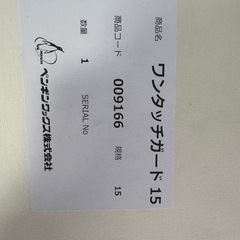 商品名 ワンタッチガード 15
商品コード 009166 規格 15
数量 1 SERIAL No
ペンギンワックス株式会社